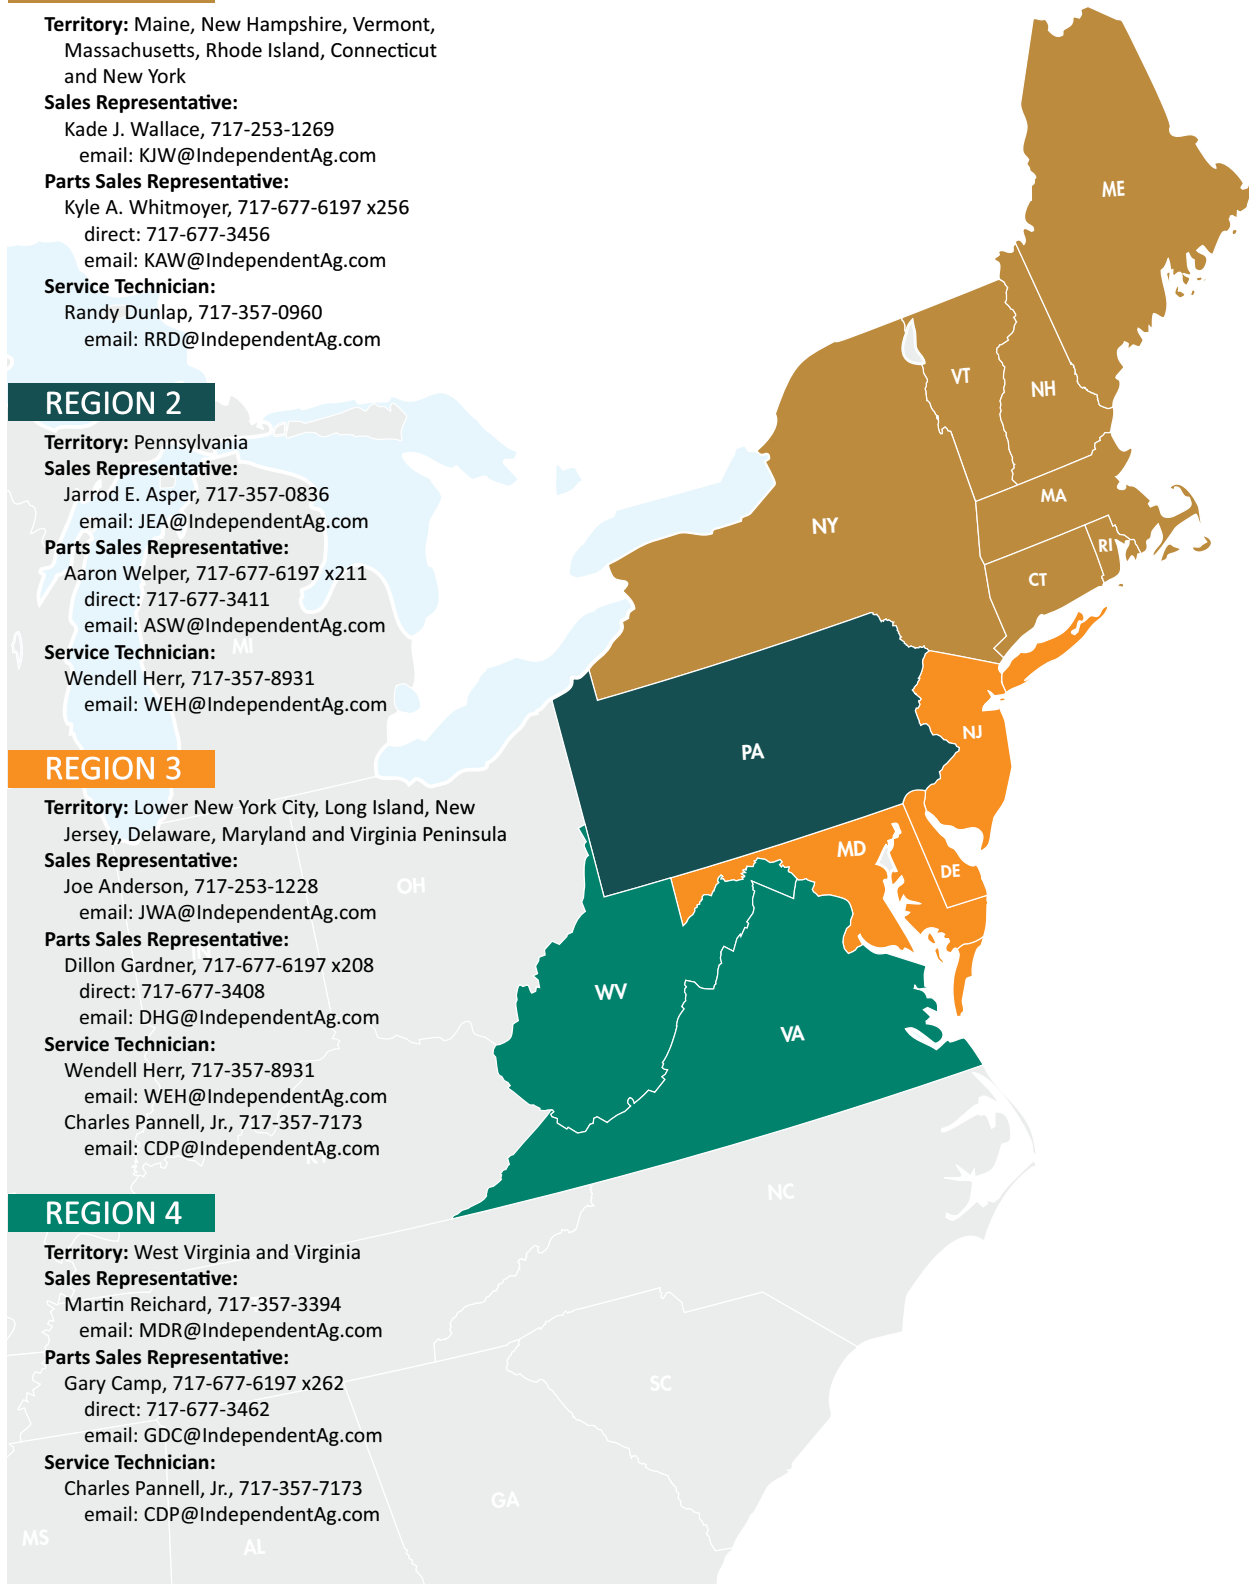 Territory: Maine, New Hampshire, Vermont,
Massachusetts, Rhode Island, Connecticut
and New York
Sales Representative:
Kade J. Wallace, 717-253-1269
email: KJW@IndependentAg.com
Parts Sales Representative:
Kyle A. Whitmoyer, 717-677-6197 x256
direct: 717-677-3456
email: KAW@IndependentAg.com
Service Technician:
Randy Dunlap, 717-357-0960
email: RRD@IndependentAg.com
REGION 2
Territory: Pennsylvania
Sales Representative:
Jarrod E. Asper, 717-357-0836
email: JEA@IndependentAg.com
Parts Sales Representative:
Aaron Welper, 717-677-6197 x211
direct: 717-677-3411
email: ASW@IndependentAg.com
Service Technician:
Wendell Herr, 717-357-8931
email: WEH@IndependentAg.com
REGION 3
Territory: Lower New York City, Long Island, New
Jersey, Delaware, Maryland and Virginia Peninsula
Sales Representative:
Joe Anderson, 717-253-1228
email: JWA@IndependentAg.com
Parts Sales Representative:
Dillon Gardner, 717-677-6197 x208
direct: 717-677-3408
email: DHG@IndependentAg.com
Service Technician:
Wendell Herr, 717-357-8931
email: WEH@IndependentAg.com
Charles Pannell, Jr., 717-357-7173
email: CDP@IndependentAg.com
REGION 4
Territory: West Virginia and Virginia
Sales Representative:
Martin Reichard, 717-357-3394
email: MDR@IndependentAg.com
Parts Sales Representative:
Gary Camp, 717-677-6197 x262
direct: 717-677-3462
email: GDC@IndependentAg.com
Service Technician:
Charles Pannell, Jr., 717-357-7173
email: CDP@IndependentAg.com
ME
VT
NH
MA
NY
RI
CT
MI
NJ
PA
MD
DE
OH
WV
VA
NC
SC
GA
MS
AL